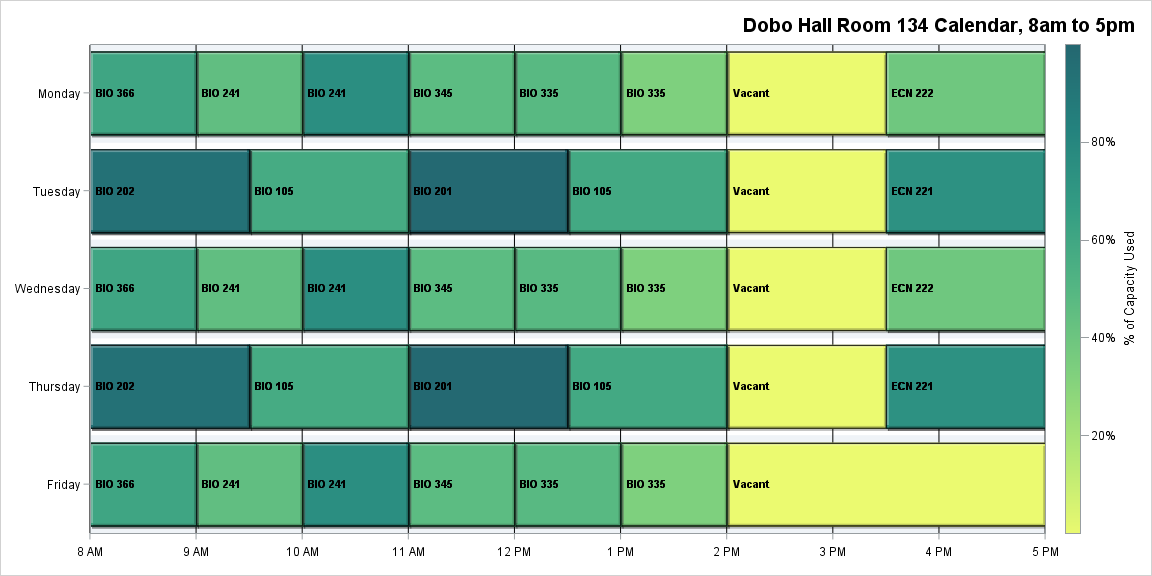 Dobo Hall Room 134 Calendar, 8am to 5pm
Monday BIO 366 BIO 241 BIO 241 BIO 345 BIO 335 BIO 335 Vacant ECN 222
80%
Tuesday BIO 202 BIO 105 BIO 201 BIO 105 Vacant ECN 221
60%
Wednesday BIO 366 BIO 241 BIO 241 BIO 345 BIO 335 BIO 335 Vacant ECN 222
% of Capacity Used
40%
Thursday BIO 202 BIO 105 BIO 201 BIO 105 Vacant ECN 221
20%
Friday BIO 366 BIO 241 BIO 241 BIO 345 BIO 335 BIO 335 Vacant
8 AM 9 AM 10 AM 11 AM 12 PM 1 PM 2 PM 3 PM 4 PM 5 PM